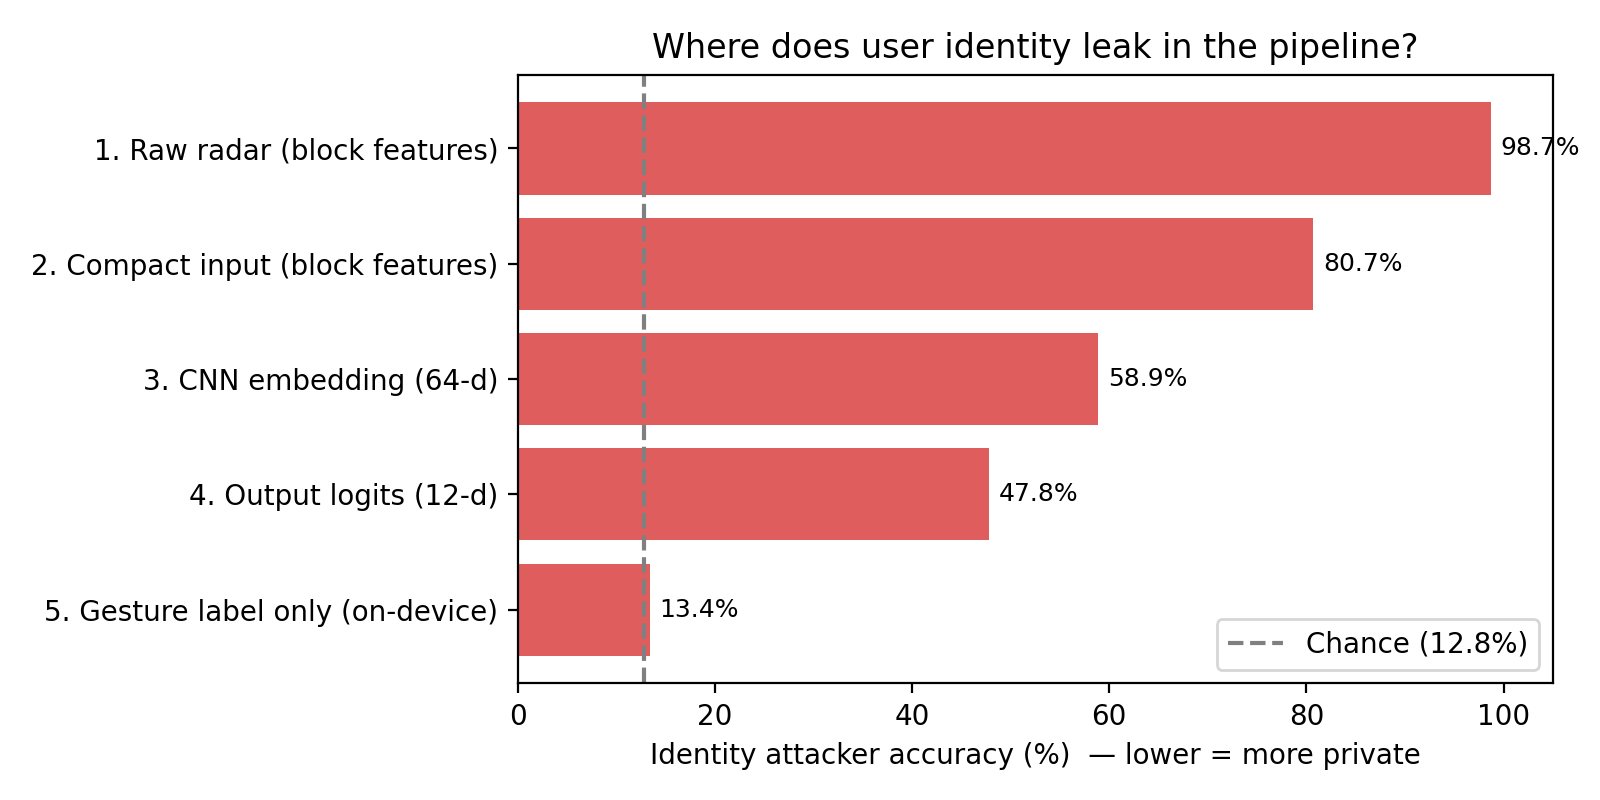 Where does user identity leak in the pipeline?
1. Raw radar (block features)
98.7%
2. Compact input (block features)
80.7%
3. CNN embedding (64-d)
58.9%
4. Output logits (12-d)
47.8%
5. Gesture label only (on-device)
13.4%
Chance (12.8%)
0 20 40 60 80 100
Identity attacker accuracy (%) — lower = more private